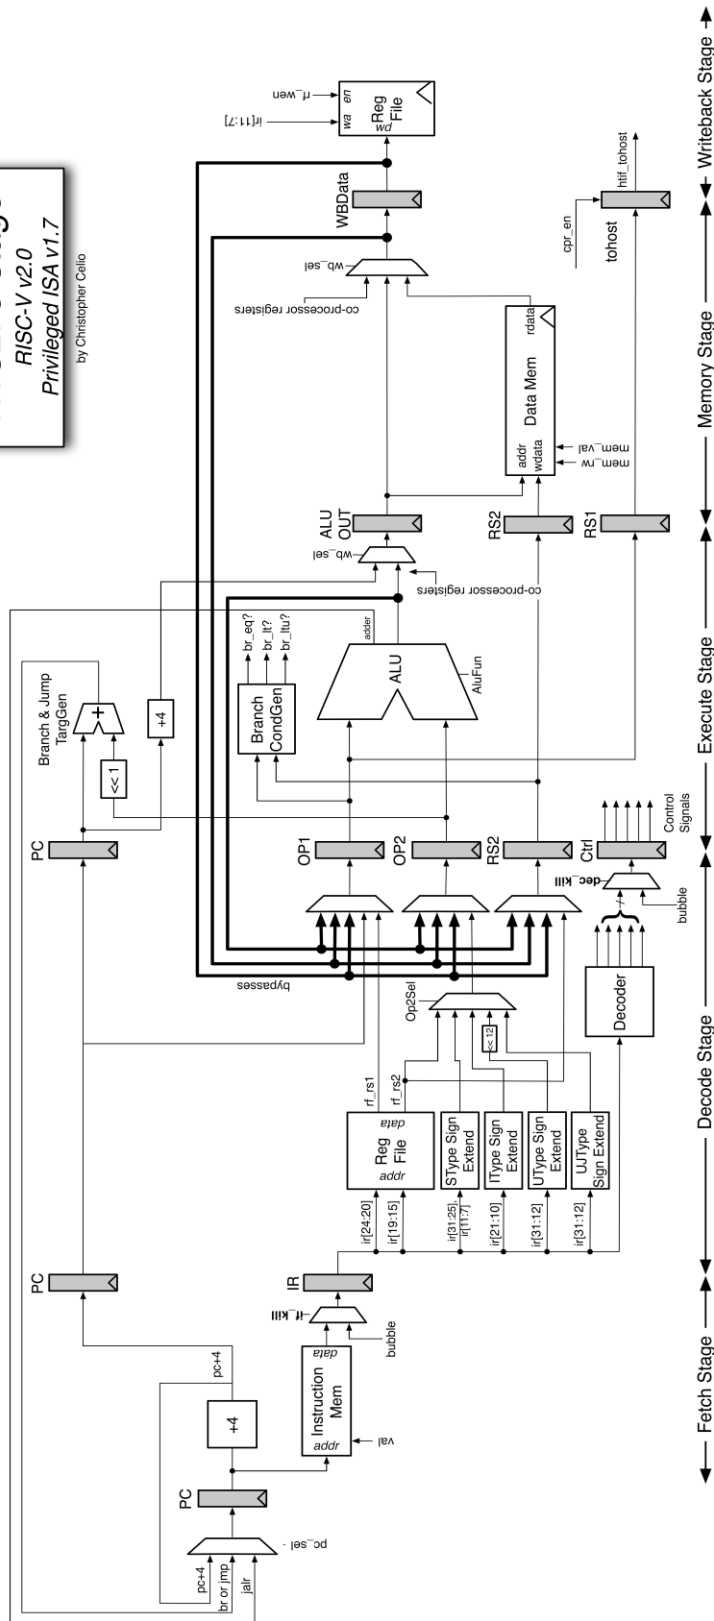 RISC-V v2.0
Privileged ISA v1.7
by Christopher Celio
pc_sel
pc+4
br or jmp
jalr
PC
+4
pc+4
Instruction
Mem
addr
data
val
if_kill
bubble
PC
IR
ir[24:20]
ir[19:15]
ir[31:25],
ir[11:7]
ir[21:10]
ir[31:12]
ir[31:12]
Reg
File
addr
data
rf_rs1
rf_rs2
SType Sign
Extend
IType Sign
Extend
UType Sign
Extend
UJType
Sign Extend
<< 12
Op2Sel
bypasses
Decoder
dec_kill
bubble
PC
OP1
OP2
RS2
Ctrl
Control
Signals
Branch & Jump
TargGen
+
<< 1
+4
Branch
CondGen
br_eq?
br_lt?
br_ltu?
ALU
AluFun
adder
co-processor registers
wb_sel
ALU
OUT
RS2
RS1
Data Mem
addr
wdata
rdata
mem_rw
mem_val
co-processor registers
wb_sel
WBData
cpr_en
tohost
htif_tohost
Reg
File
wa
en
wd
ir[11:7]
rf_wen
Fetch Stage
Decode Stage
Execute Stage
Memory Stage
Writeback Stage